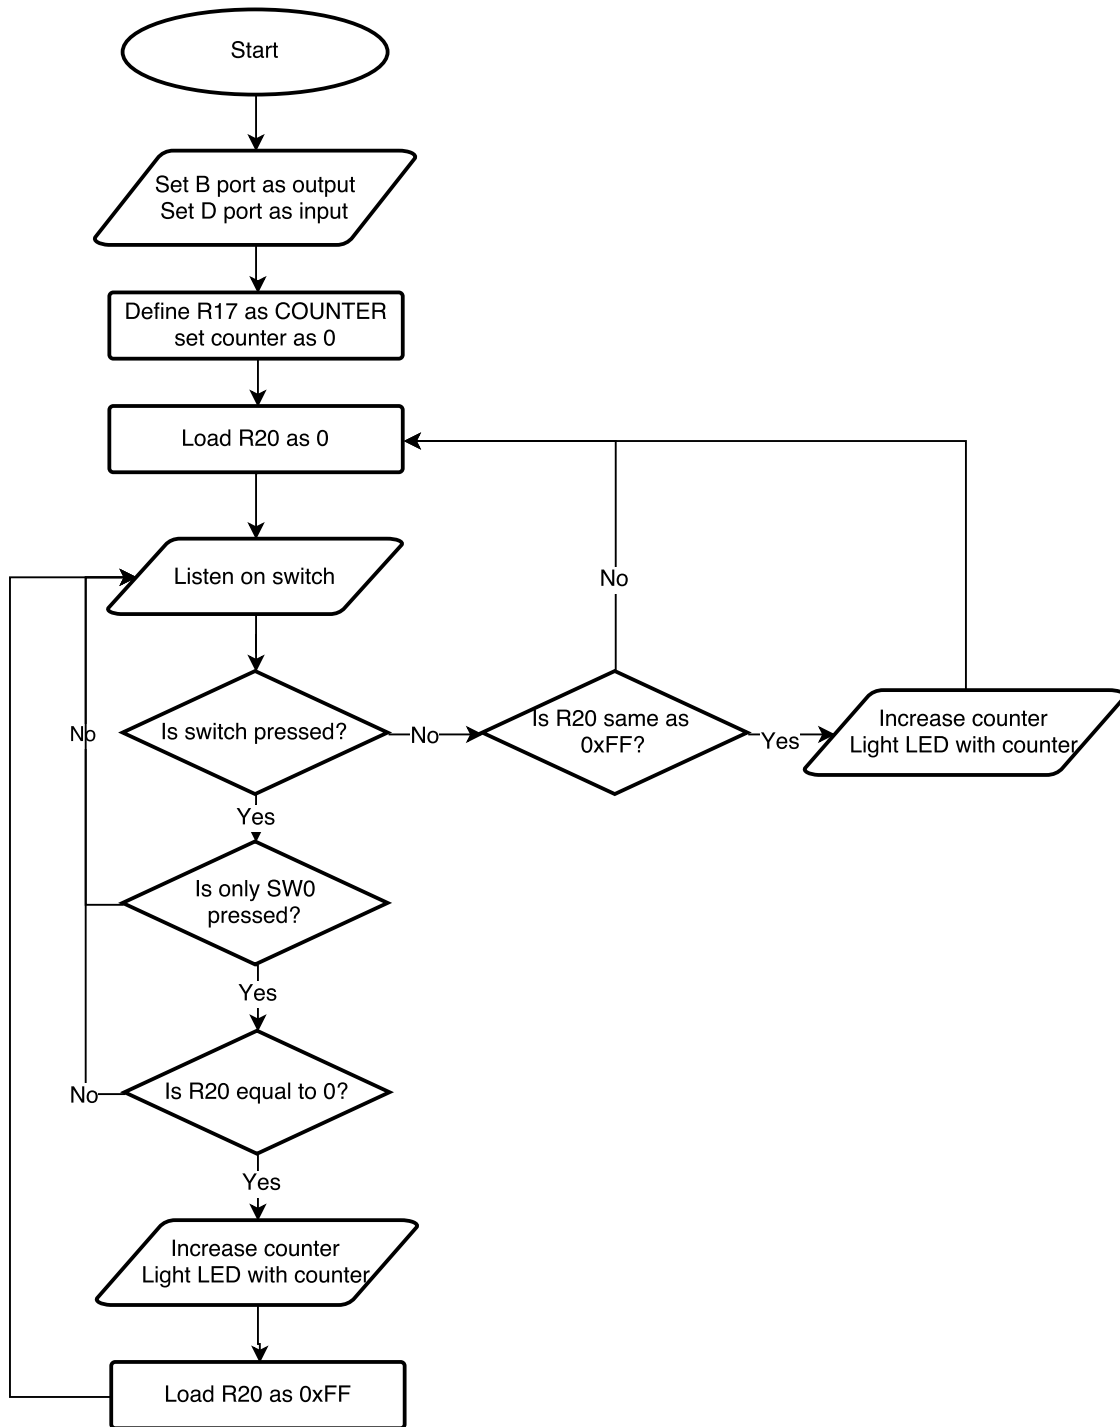 Start
Set B port as output
Set D port as input
Define R17 as COUNTER
set counter as 0
Load R20 as 0
Listen on switch
No
Is switch pressed?
No
Is R20 same as
0xFF?
Yes
Increase counter
Light LED with counter
No
Yes
Is only SW0
pressed?
Yes
Is R20 equal to 0?
No
Yes
Increase counter
Light LED with counter
Load R20 as 0xFF